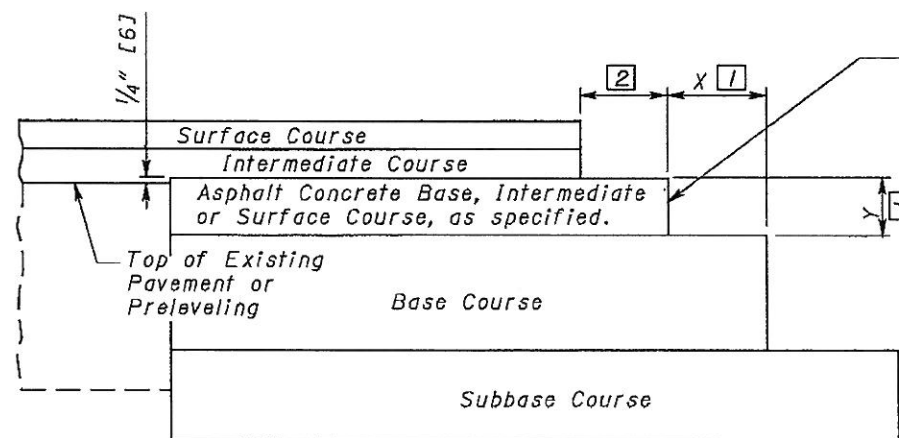 1/4" [6]
2
X 1
Surface Course
Intermediate Course
Asphalt Concrete Base, Intermediate
or Surface Course, as specified.
Y
Top of Existing
Pavement or
Preleveling
Base Course
Subbase Course